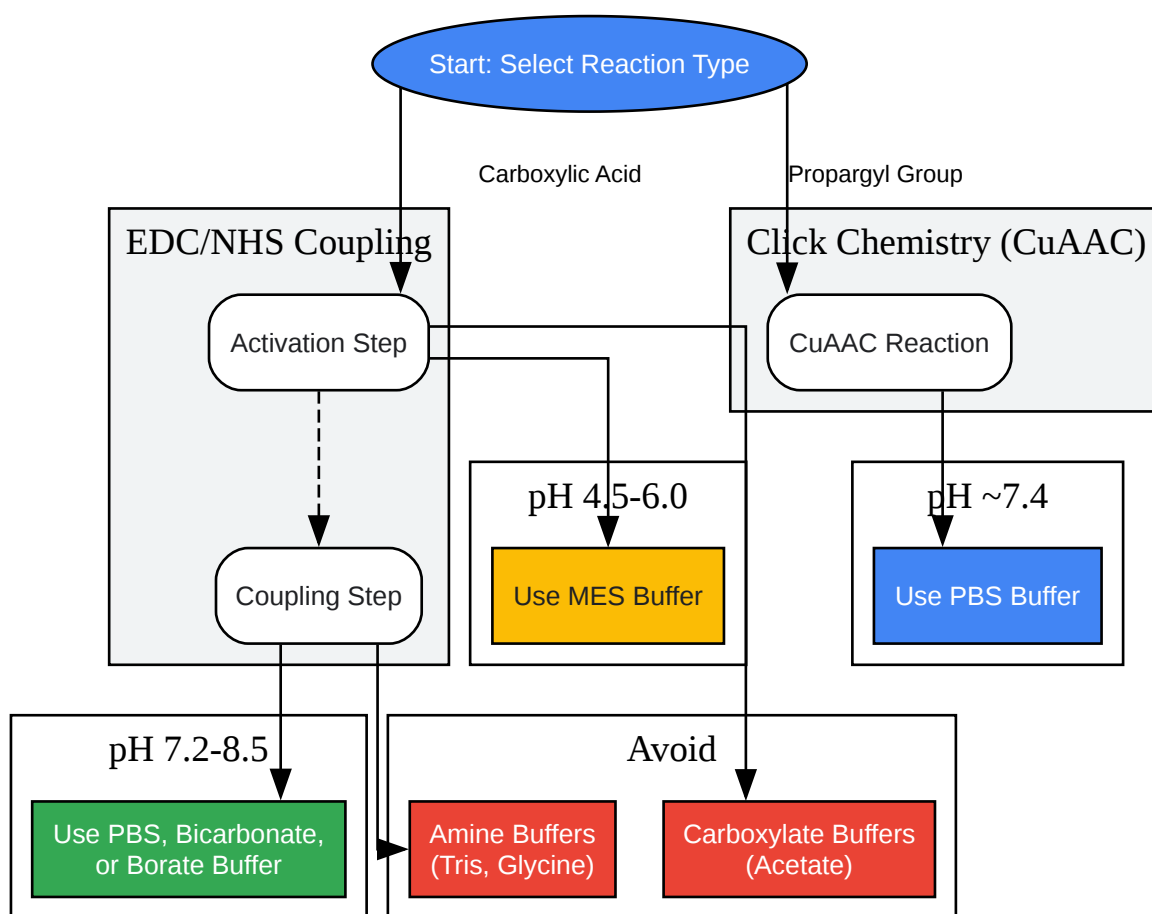 Start: Select Reaction Type
Carboxylic Acid
Propargyl Group
EDC/NHS Coupling
Click Chemistry (CuAAC)
Activation Step
CuAAC Reaction
pH 4.5-6.0
pH ~7.4
Coupling Step
Use MES Buffer
Use PBS Buffer
pH 7.2-8.5
Avoid
Use PBS, Bicarbonate,
or Borate Buffer
Amine Buffers
(Tris, Glycine)
Carboxylate Buffers
(Acetate)